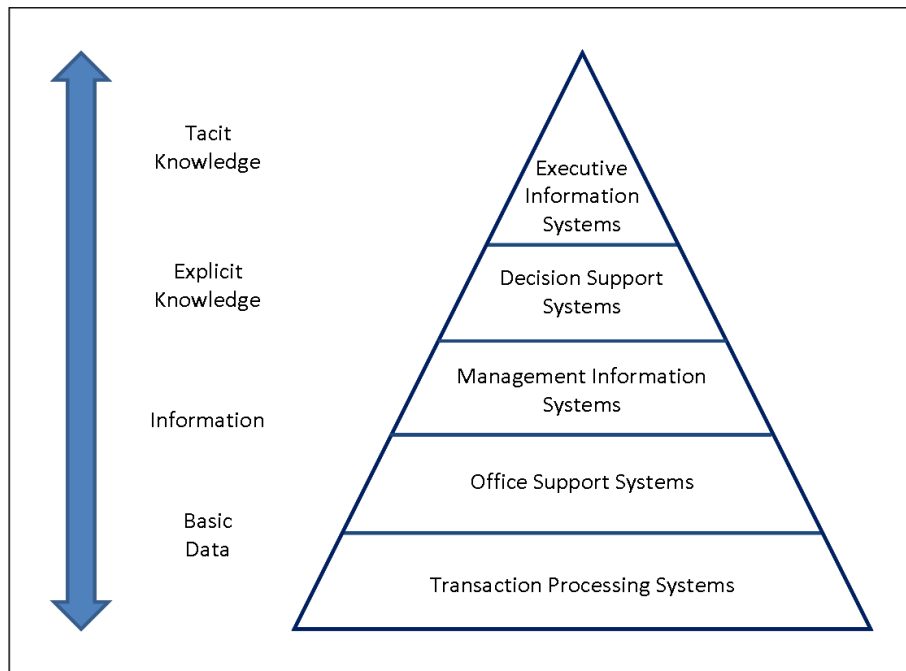 Tacit
Knowledge
Executive
Information
Systems
Explicit
Knowledge
Decision Support
Systems
Management Information
Systems
Information
Office Support Systems
Basic
Data
Transaction Processing Systems